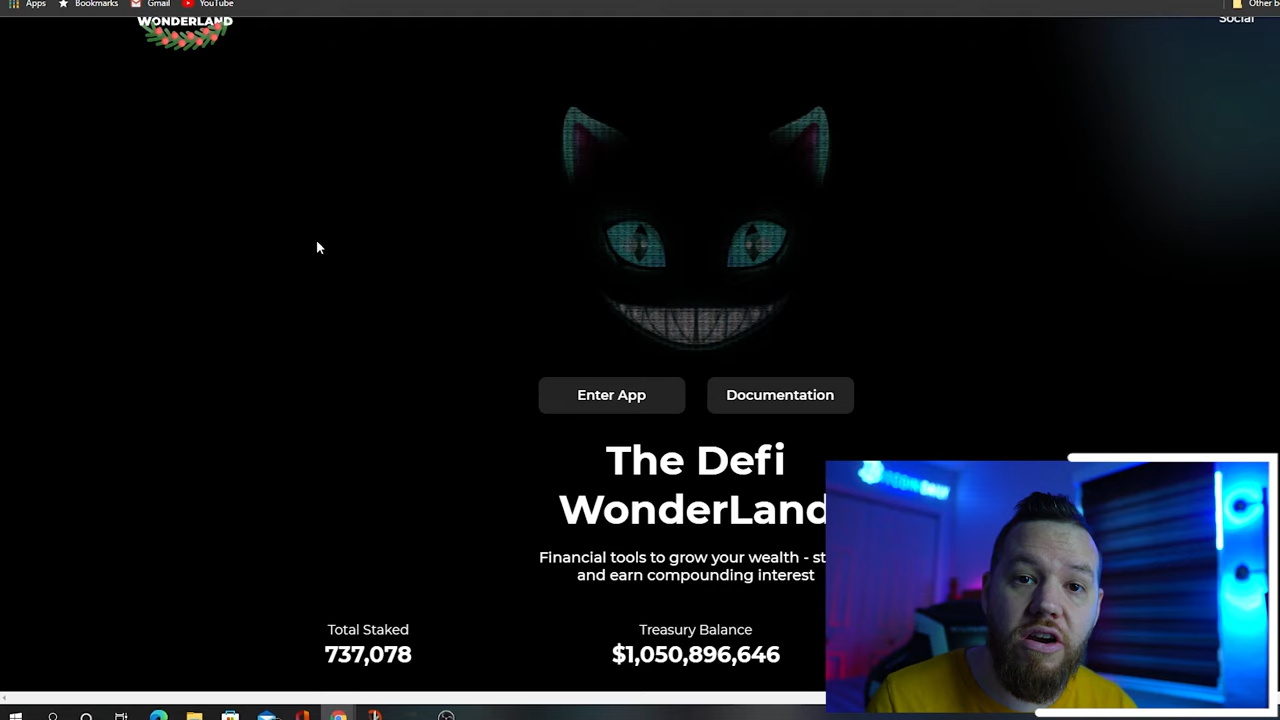 Apps Bookmarks Gmail YouTube
WONDERLAND
Social
Enter App Documentation
The Defi
WonderLand
Financial tools to grow your wealth -
and earn compounding interest
Total Staked Treasury Balance
737,078 $1,050,896,646